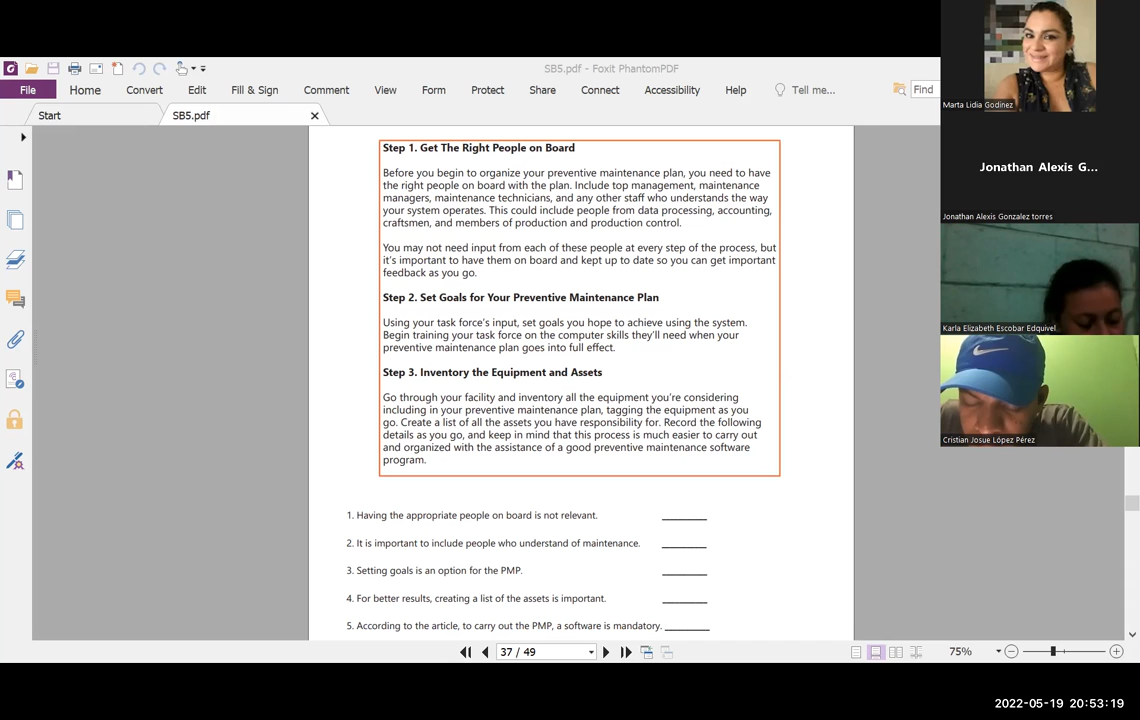 SB5.pdf - Foxit PhantomPDF
File Home Convert Edit Fill & Sign Comment View Form Protect Share Connect Accessibility Help Tell me... Find
Start SB5.pdf
Step 1. Get The Right People on Board
Before you begin to organize your preventive maintenance plan, you need to have
the right people on board with the plan. Include top management, maintenance
managers, maintenance technicians, and any other staff who understands the way
your system operates. This could include people from data processing, accounting,
craftsmen, and members of production and production control.
You may not need input from each of these people at every step of the process, but
it's important to have them on board and kept up to date so you can get important
feedback as you go.
Step 2. Set Goals for Your Preventive Maintenance Plan
Using your task force's input, set goals you hope to achieve using the system.
Begin training your task force on the computer skills they'll need when your
preventive maintenance plan goes into full effect.
Step 3. Inventory the Equipment and Assets
Go through your facility and inventory all the equipment you're considering
including in your preventive maintenance plan, tagging the equipment as you
go. Create a list of all the assets you have responsibility for. Record the following
details as you go, and keep in mind that this process is much easier to carry out
and organized with the assistance of a good preventive maintenance software
program.
1. Having the appropriate people on board is not relevant. ________
2. It is important to include people who understand of maintenance. ________
3. Setting goals is an option for the PMP. ________
4. For better results, creating a list of the assets is important. ________
5. According to the article, to carry out the PMP, a software is mandatory. ________
37 / 49
75%
Marta Lidia Godinez
Jonathan Alexis G...
Jonathan Alexis Gonzalez torres
Karla Elizabeth Escobar Edquivel
NIKE
Cristian Josue López Pérez
2022-05-19 20:53:19